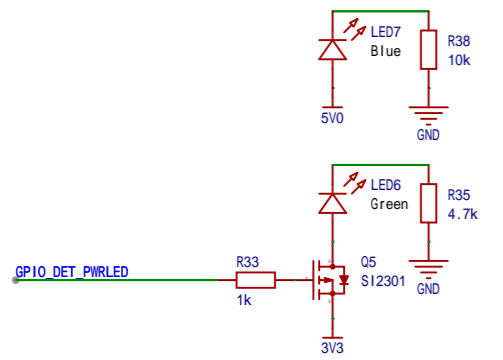 LED7
Blue
R38
10k
5V0
GND
LED6
Green
R35
4.7k
GPIO_DET_PWRLED
R33
1k
Q5
SI2301
GND
3V3